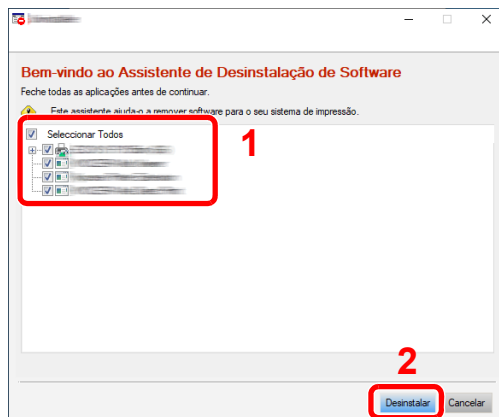 Bem-vindo ao Assistente de Desinstalação de Software
Feche todas as aplicações antes de continuar.
Este assistente ajuda-o a remover software para o seu sistema de impressão.
Seleccionar Todos
1
2
Desinstalar Cancelar